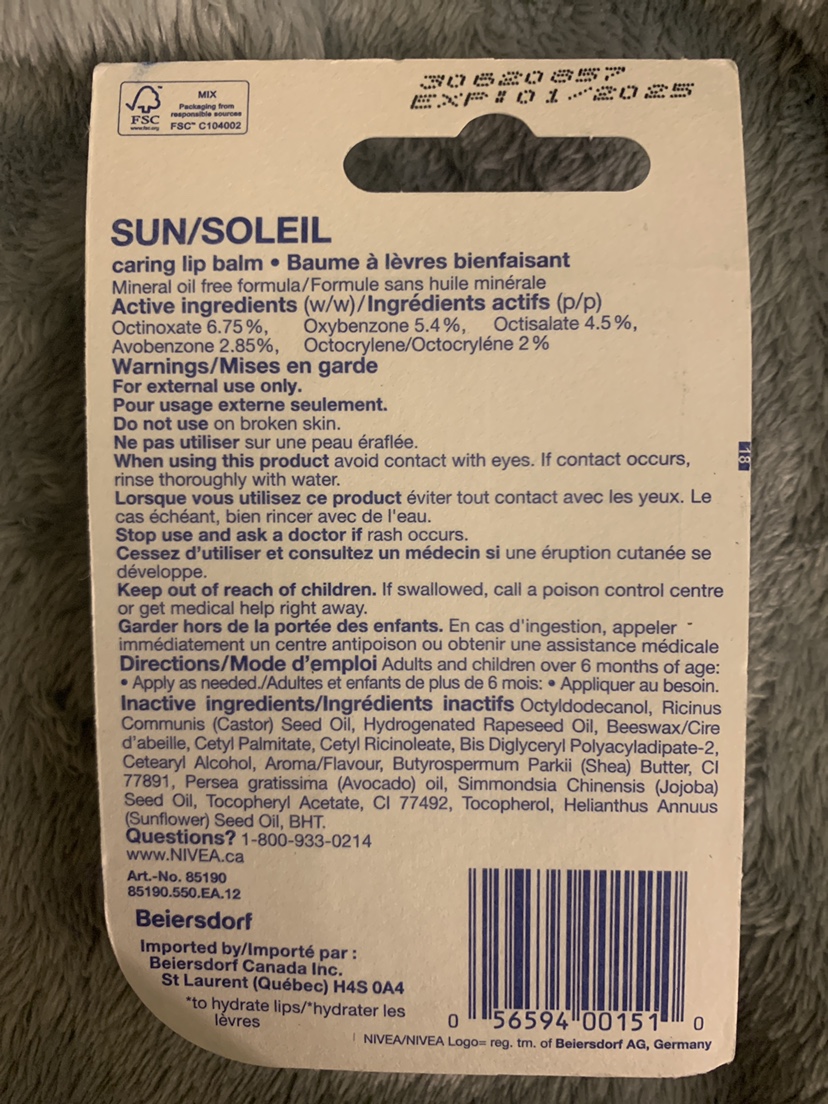 30620857
EXP:01/2025
MIX
Packaging from
responsible sources
FSC™ C104002
FSC
www.fsc.org
SUN/SOLEIL
caring lip balm • Baume à lèvres bienfaisant
Mineral oil free formula/Formule sans huile minérale
Active ingredients (w/w)/Ingrédients actifs (p/p)
Octinoxate 6.75%, Oxybenzone 5.4%, Octisalate 4.5%,
Avobenzone 2.85%, Octocrylene/Octocryléne 2%
Warnings/Mises en garde
For external use only.
Pour usage externe seulement.
Do not use on broken skin.
Ne pas utiliser sur une peau éraflée.
When using this product avoid contact with eyes. If contact occurs,
rinse thoroughly with water.
Lorsque vous utilisez ce product éviter tout contact avec les yeux. Le
cas échéant, bien rincer avec de l'eau.
Stop use and ask a doctor if rash occurs.
Cessez d'utiliser et consultez un médecin si une éruption cutanée se
développe.
Keep out of reach of children. If swallowed, call a poison control centre
or get medical help right away.
Garder hors de la portée des enfants. En cas d'ingestion, appeler
immédiatement un centre antipoison ou obtenir une assistance médicale
Directions/Mode d'emploi Adults and children over 6 months of age:
• Apply as needed./Adultes et enfants de plus de 6 mois: • Appliquer au besoin.
Inactive ingredients/Ingrédients inactifs Octyldodecanol, Ricinus
Communis (Castor) Seed Oil, Hydrogenated Rapeseed Oil, Beeswax/Cire
d'abeille, Cetyl Palmitate, Cetyl Ricinoleate, Bis Diglyceryl Polyacyladipate-2,
Cetearyl Alcohol, Aroma/Flavour, Butyrospermum Parkii (Shea) Butter, CI
77891, Persea gratissima (Avocado) oil, Simmondsia Chinensis (Jojoba)
Seed Oil, Tocopheryl Acetate, CI 77492, Tocopherol, Helianthus Annuus
(Sunflower) Seed Oil, BHT.
Questions? 1-800-933-0214
www.NIVEA.ca
Art.-No. 85190
85190.550.EA.12
Beiersdorf
Imported by/Importé par :
Beiersdorf Canada Inc.
St Laurent (Québec) H4S 0A4
*to hydrate lips/*hydrater les
lèvres
0 56594 00151 0
NIVEA/NIVEA Logo= reg. tm. of Beiersdorf AG, Germany